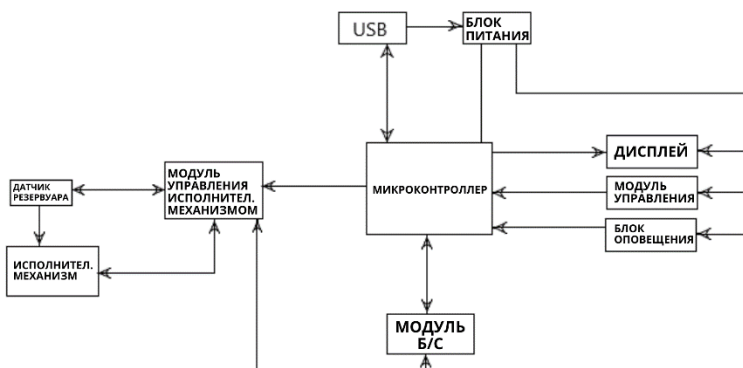 USB
БЛОК
ПИТАНИЯ
ДИСПЛЕЙ
МОДУЛЬ
УПРАВЛЕНИЯ
ИСПОЛНИТЕЛ.
МЕХАНИЗМОМ
МИКРОКОНТРОЛЛЕР
МОДУЛЬ
УПРАВЛЕНИЯ
ДАТЧИК
РЕЗЕРВУАРА
БЛОК
ОПОВЕЩЕНИЯ
ИСПОЛНИТЕЛ.
МЕХАНИЗМ
МОДУЛЬ
Б/С